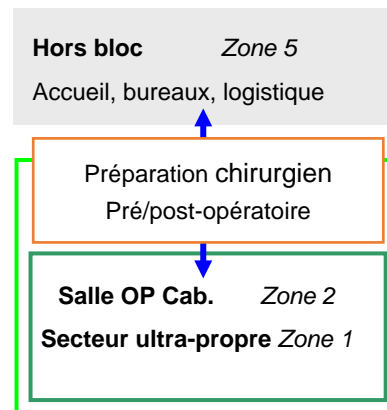 Hors bloc Zone 5
Accueil, bureaux, logistique
Préparation chirurgien
Pré/post-opératoire
Salle OP Cab. Zone 2
Secteur ultra-propre Zone 1